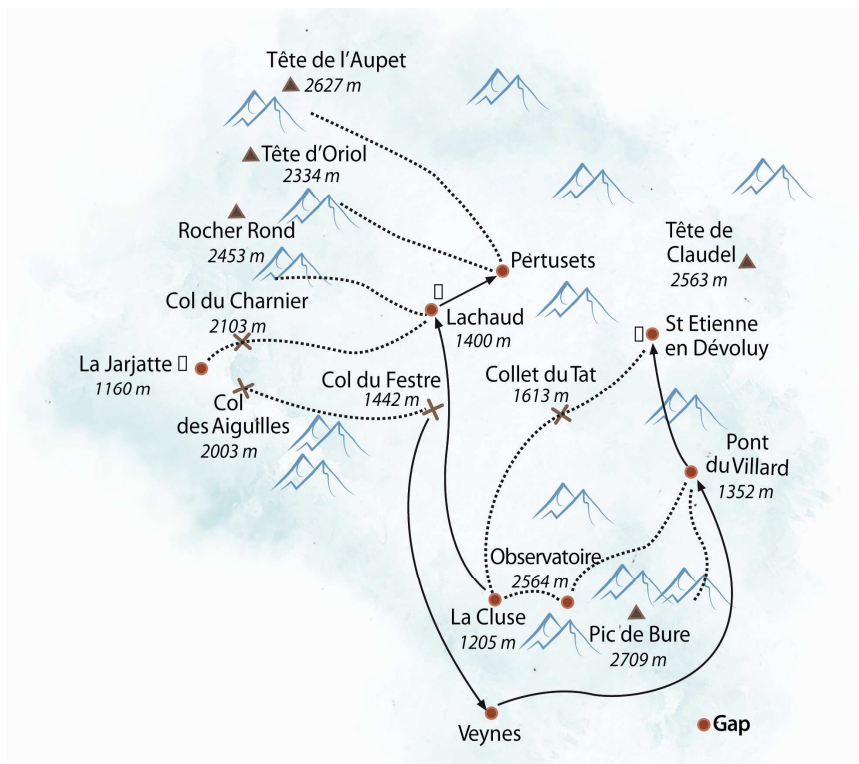 Tête de l'Aupet
2627 m
Tête d'Oriol
2334 m
Rocher Rond
2453 m
Tête de
Claudel
2563 m
Pertusets
Col du Charnier
2103 m
Lachaud
1400 m
St Etienne
en Dévoluy
La Jarjatte
1160 m
Col du Festre
1442 m
Collet du Tat
1613 m
Col
des Aiguilles
2003 m
Pont
du Villard
1352 m
Observatoire
2564 m
La Cluse
1205 m
Pic de Bure
2709 m
Veynes
Gap